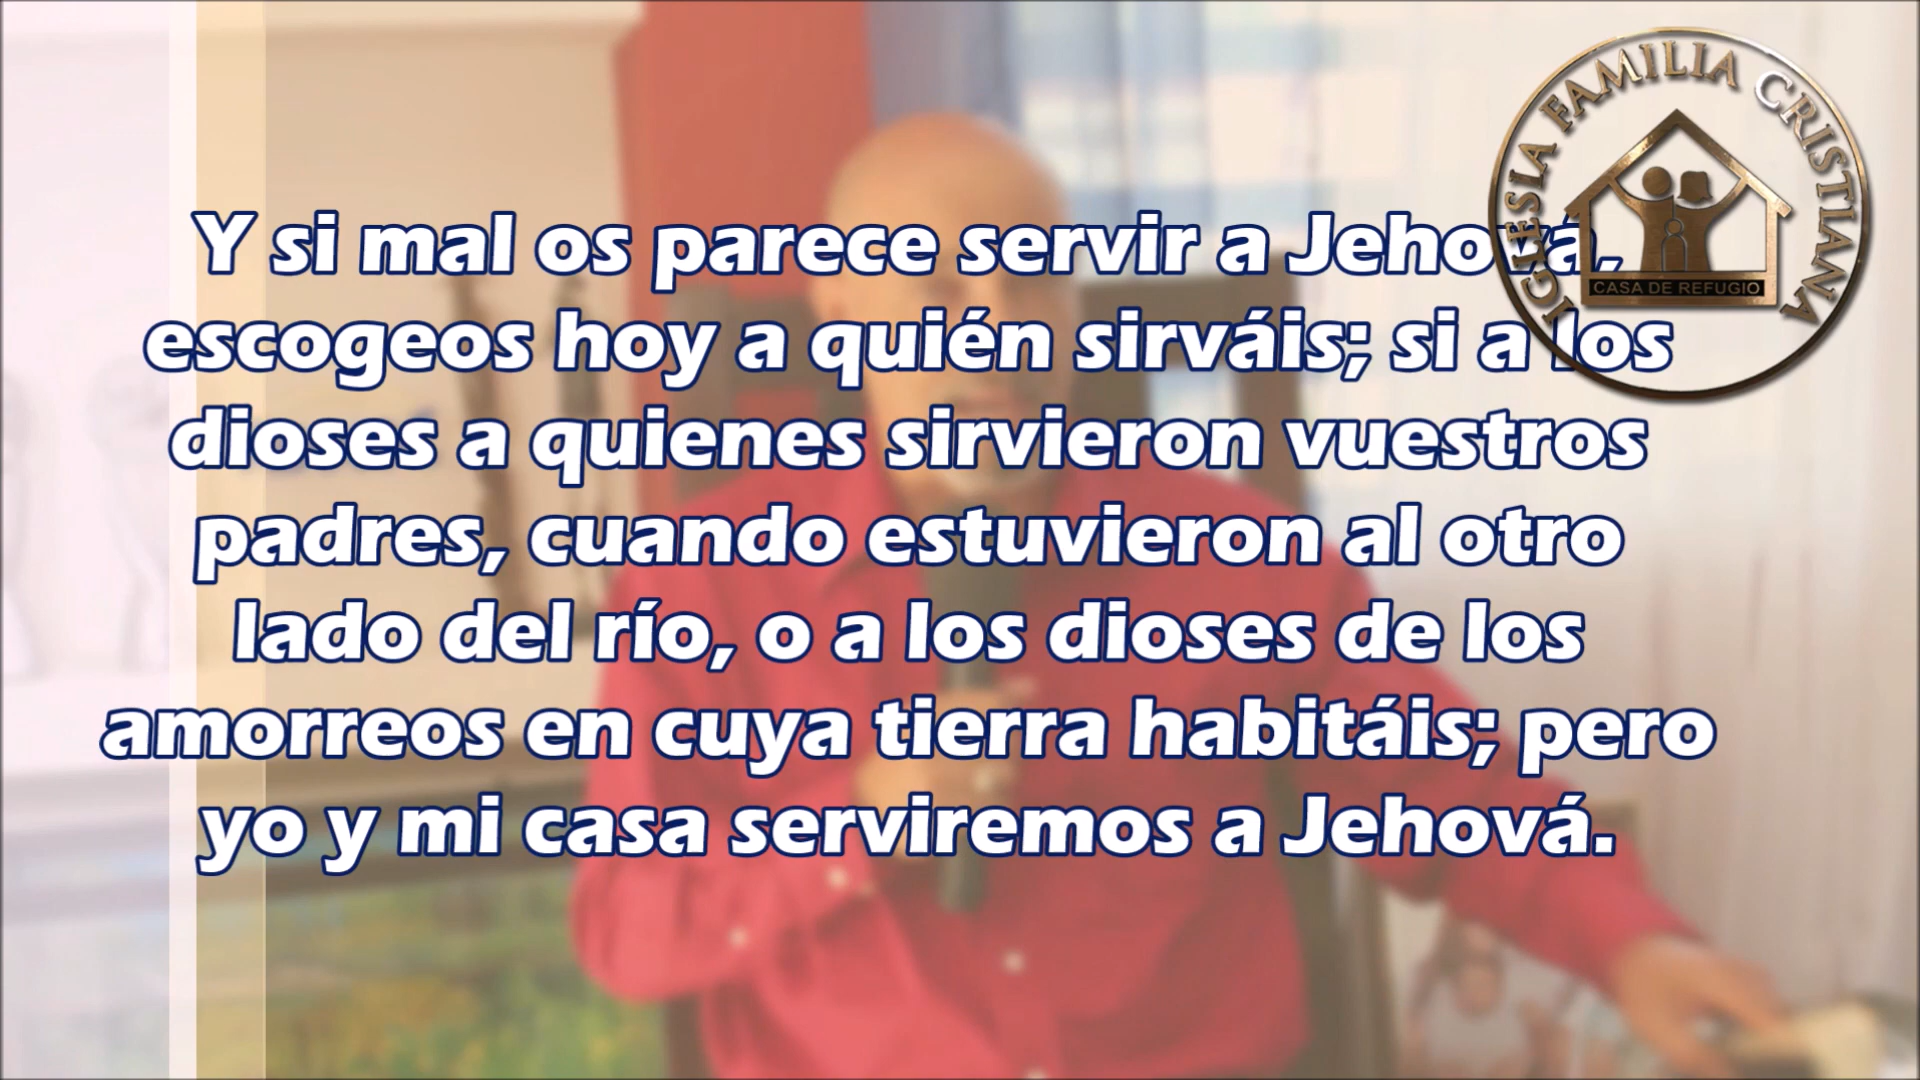 IGLESIA FAMILIA CRISTIANA
CASA DE REFUGIO
Y si mal os parece servir a Jehová,
escogeos hoy a quién sirváis; si a los
dioses a quienes sirvieron vuestros
padres, cuando estuvieron al otro
lado del río, o a los dioses de los
amorreos en cuya tierra habitáis; pero
yo y mi casa serviremos a Jehová.